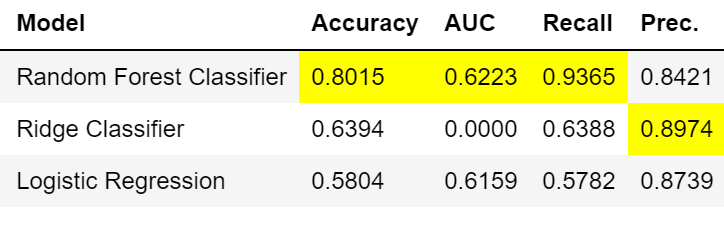 Model Accuracy AUC Recall Prec.
Random Forest Classifier 0.8015 0.6223 0.9365 0.8421
Ridge Classifier 0.6394 0.0000 0.6388 0.8974
Logistic Regression 0.5804 0.6159 0.5782 0.8739